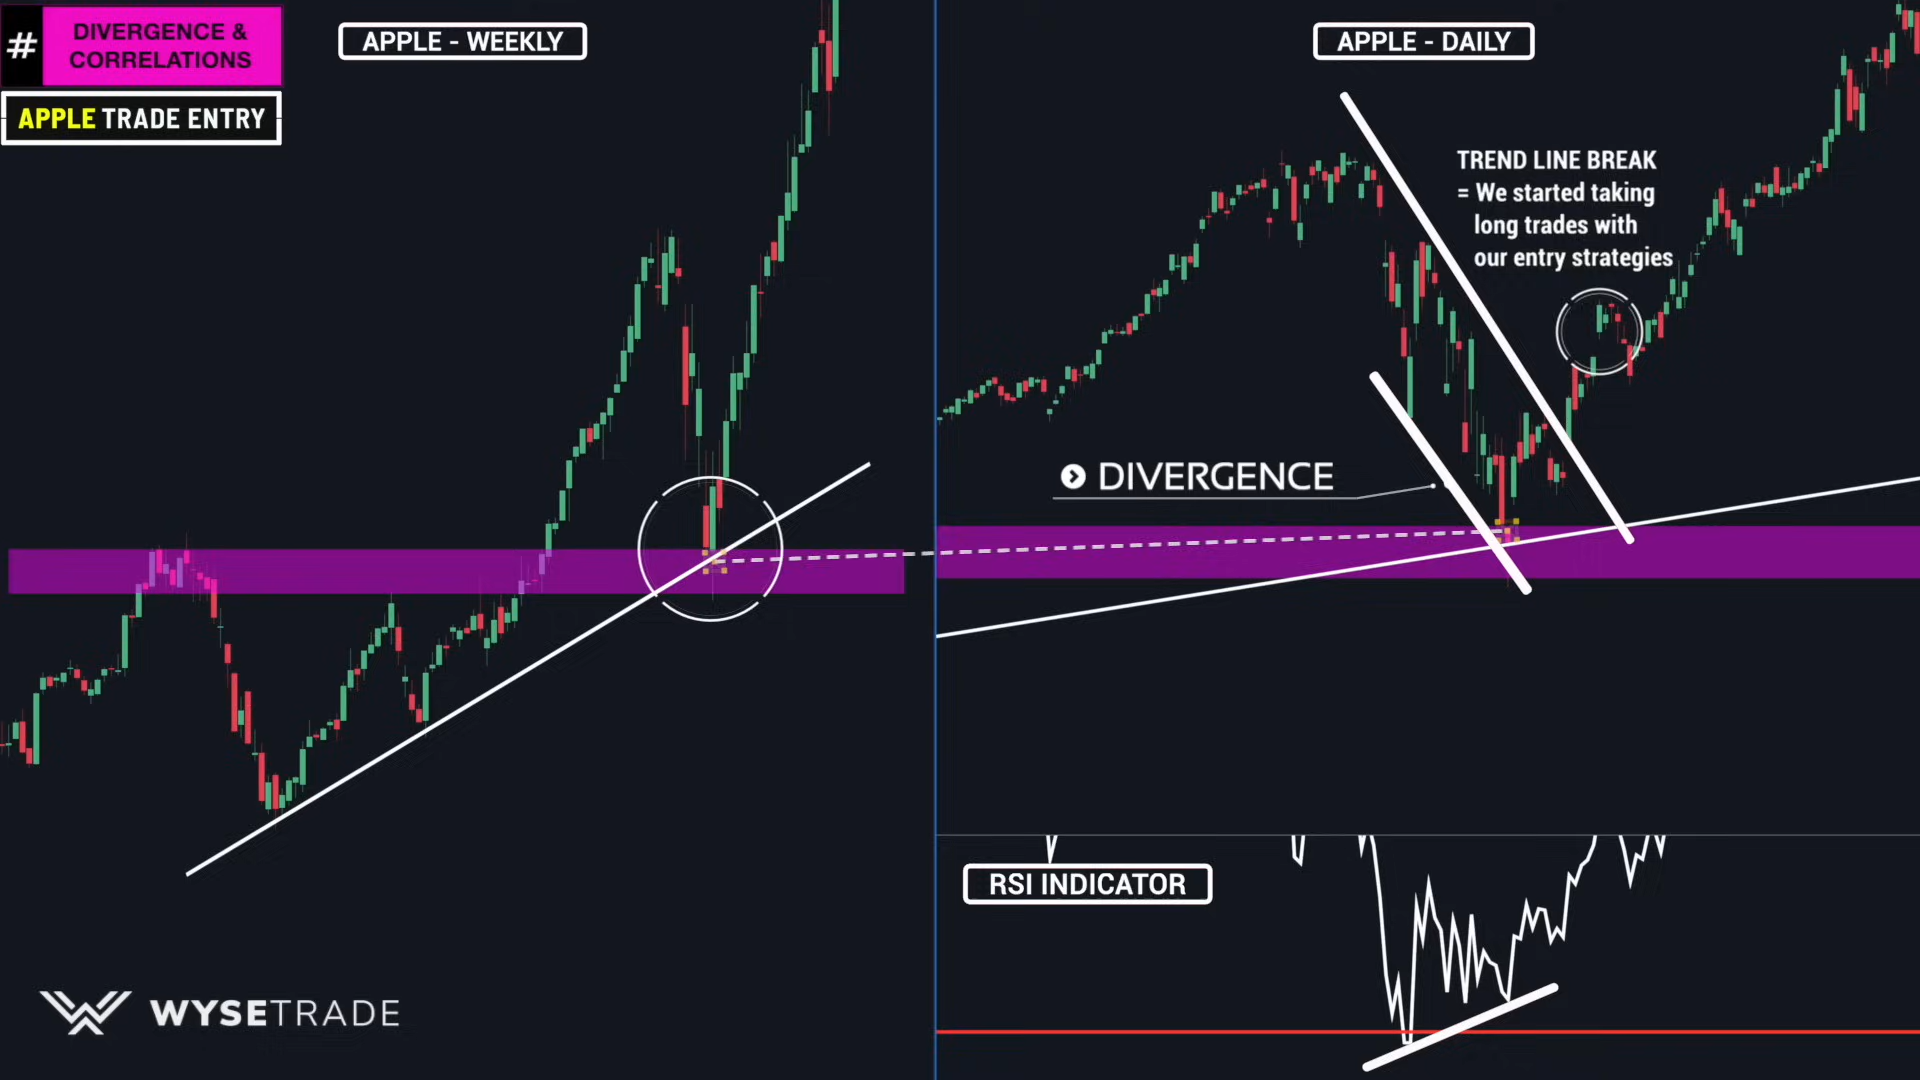 #
DIVERGENCE &
CORRELATIONS
APPLE TRADE ENTRY
APPLE - WEEKLY
APPLE - DAILY
TREND LINE BREAK
= We started taking
long trades with
our entry strategies
DIVERGENCE
RSI INDICATOR
WYSETRADE